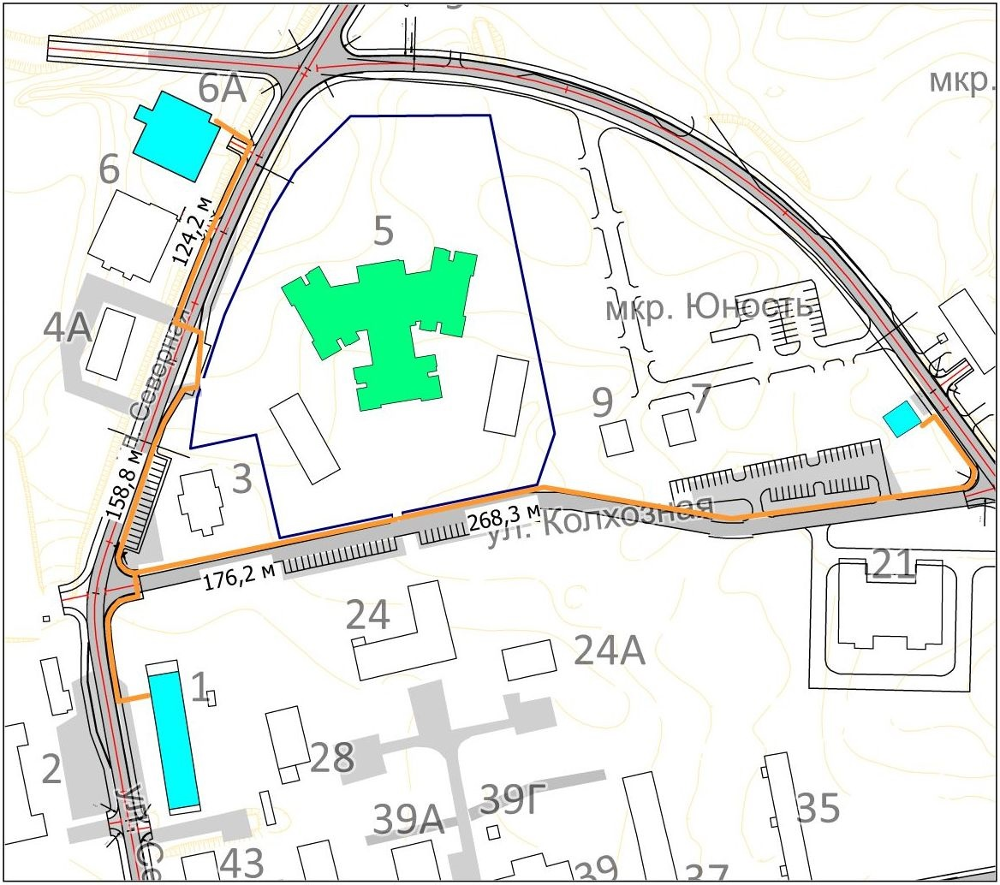 6А
мкр.
6
124,2 м
5
4А
мкр. Юность
9
7
3
158,8 м
268,3 м
ул. Колхозная
176,2 м
21
24
24А
1
28
2
39Г
39А
35
43
39
37